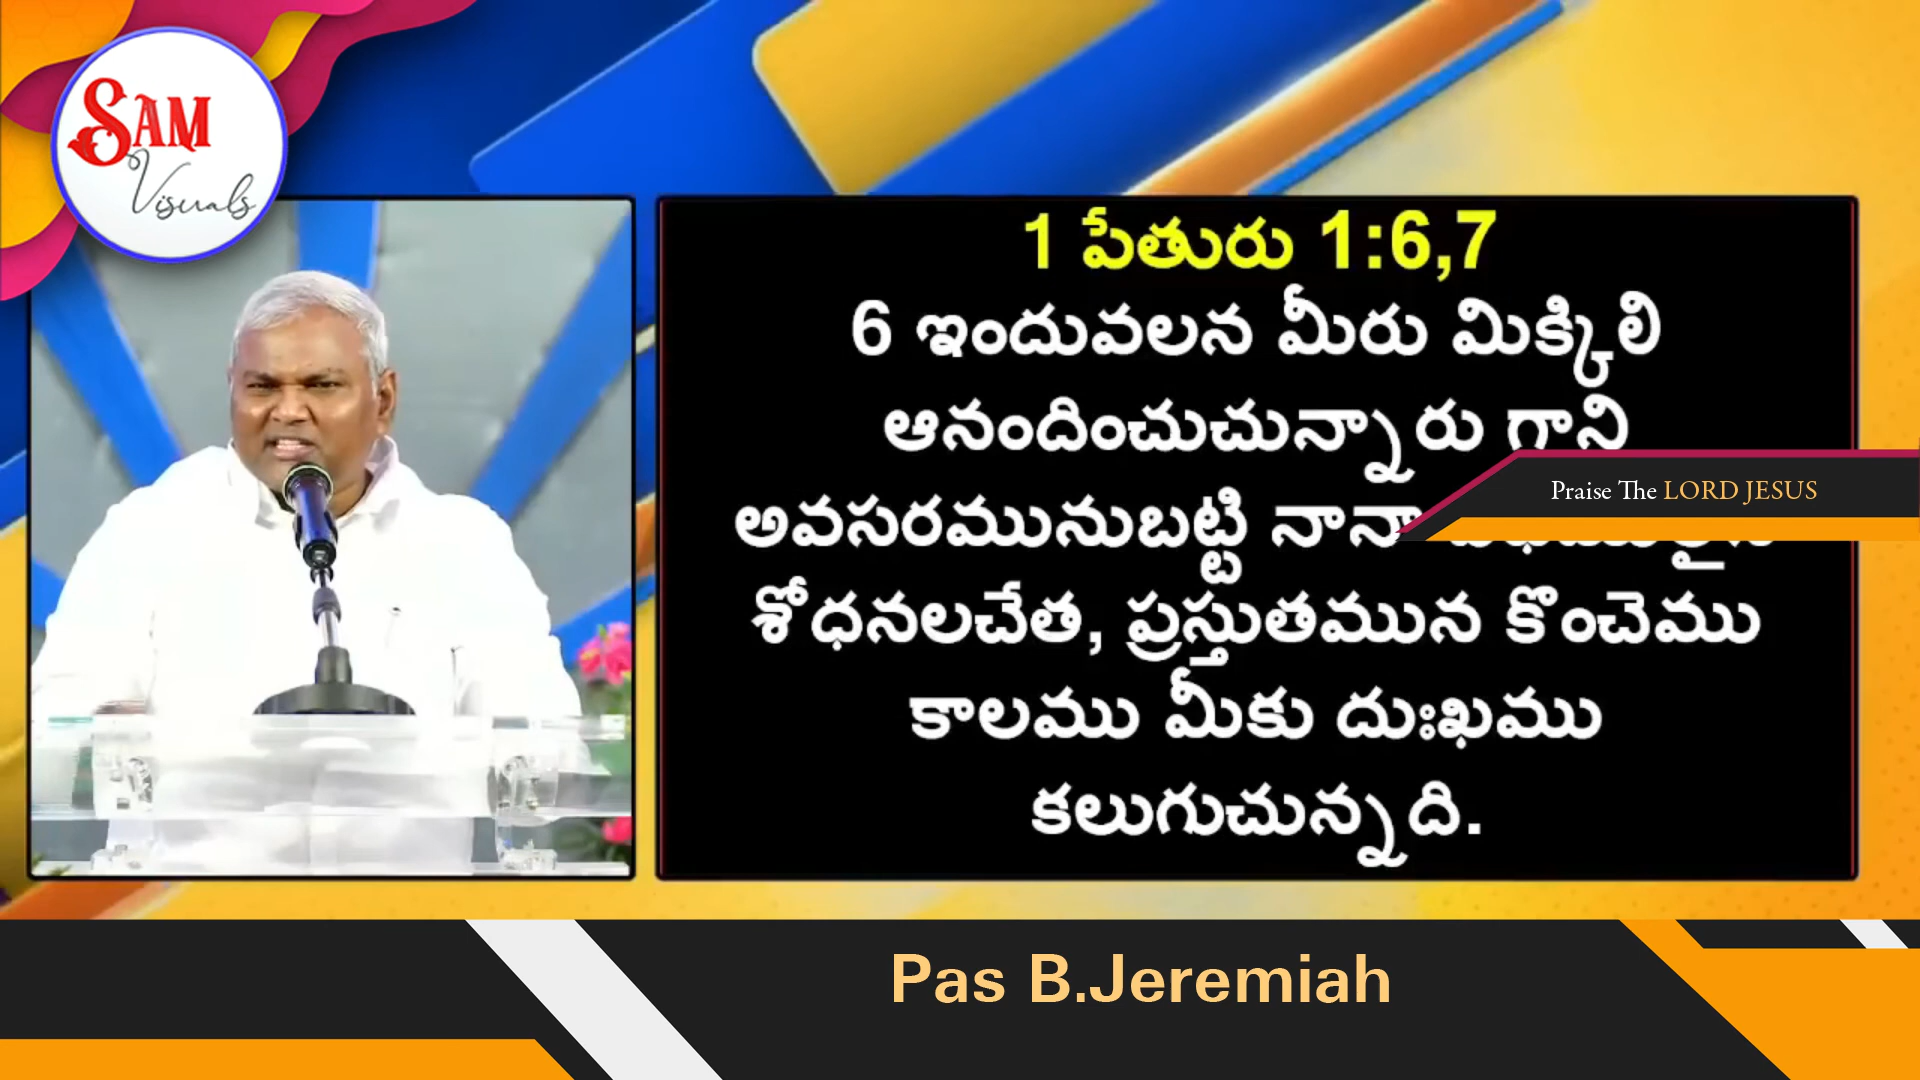 SAM
Visuals
1 పేతురు 1:6,7
6 ఇందువలన మీరు మిక్కిలి
ఆనందించుచున్నారు గాని
Praise The LORD JESUS
అవసరమునుబట్టి నానా
శోధనలచేత, ప్రస్తుతమున కొంచెము
కాలము మీకు దుఃఖము
కలుగుచున్నది.
Pas B.Jeremiah